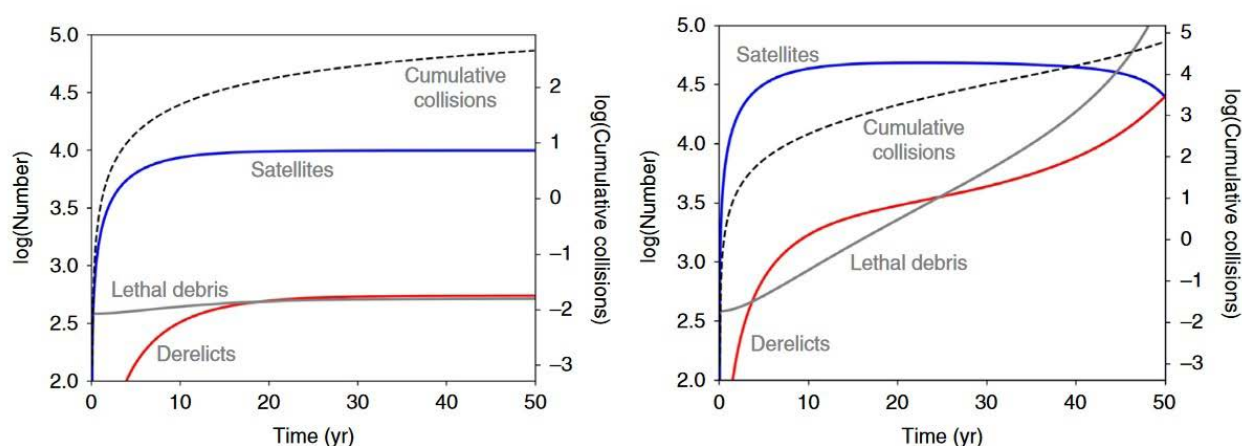 5.0
4.5
4.0
3.5
3.0
2.5
2.0
log(Number)
Cumulative
collisions
Satellites
Lethal debris
Derelicts
2
1
0
−1
−2
−3
log(Cumulative collisions)
0 10 20 30 40 50
Time (yr)
5.0
4.5
4.0
3.5
3.0
2.5
2.0
log(Number)
Satellites
Cumulative
collisions
Lethal debris
Derelicts
5
4
3
2
1
0
−1
−2
−3
log(Cumulative collisions)
0 10 20 30 40 50
Time (yr)